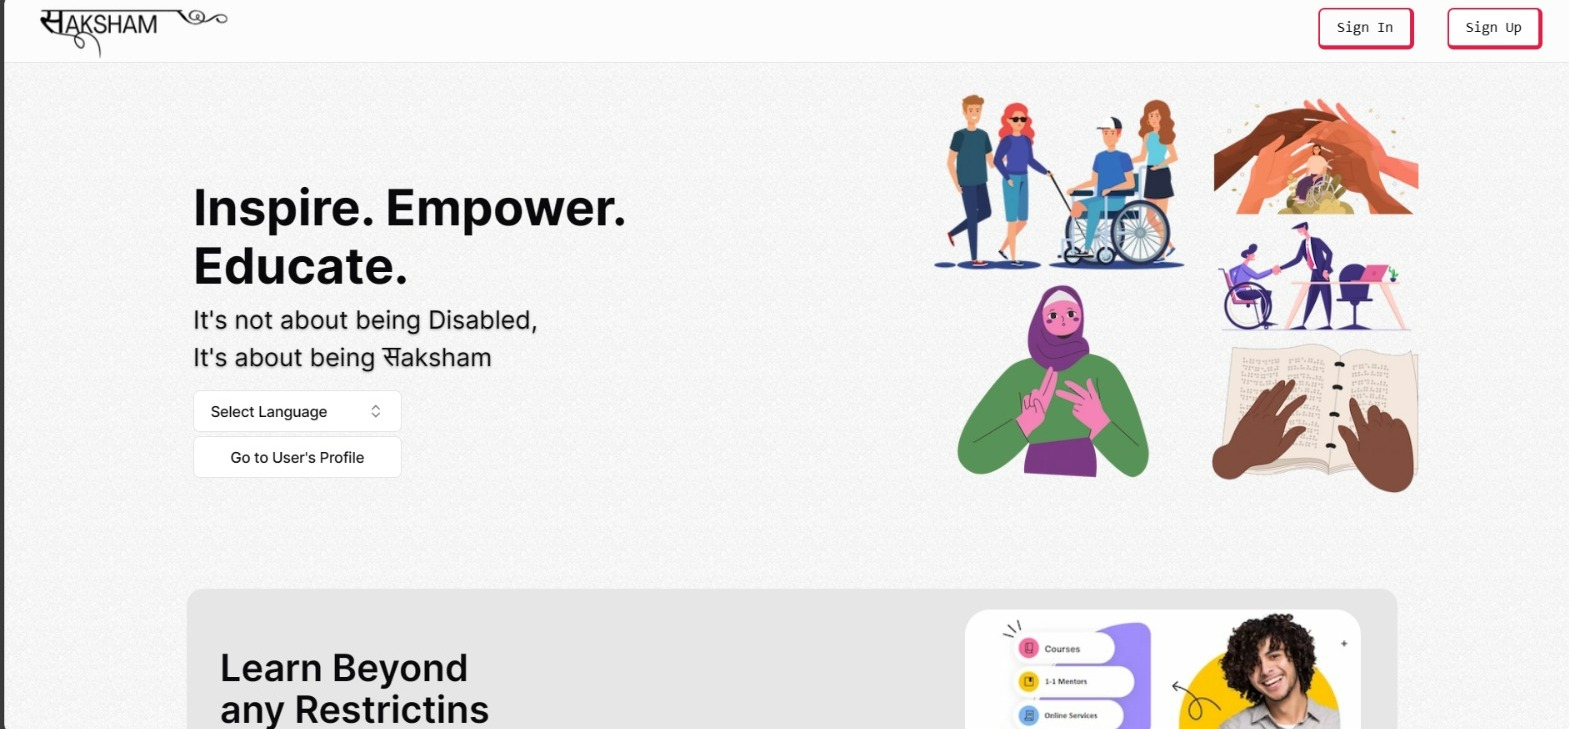 सAKSHAM
Sign In
Sign Up
Inspire. Empower.
Educate.
It's not about being Disabled,
It's about being सaksham
Select Language
Go to User's Profile
Learn Beyond
any Restrictins
Courses
1-1 Mentors
Online Services